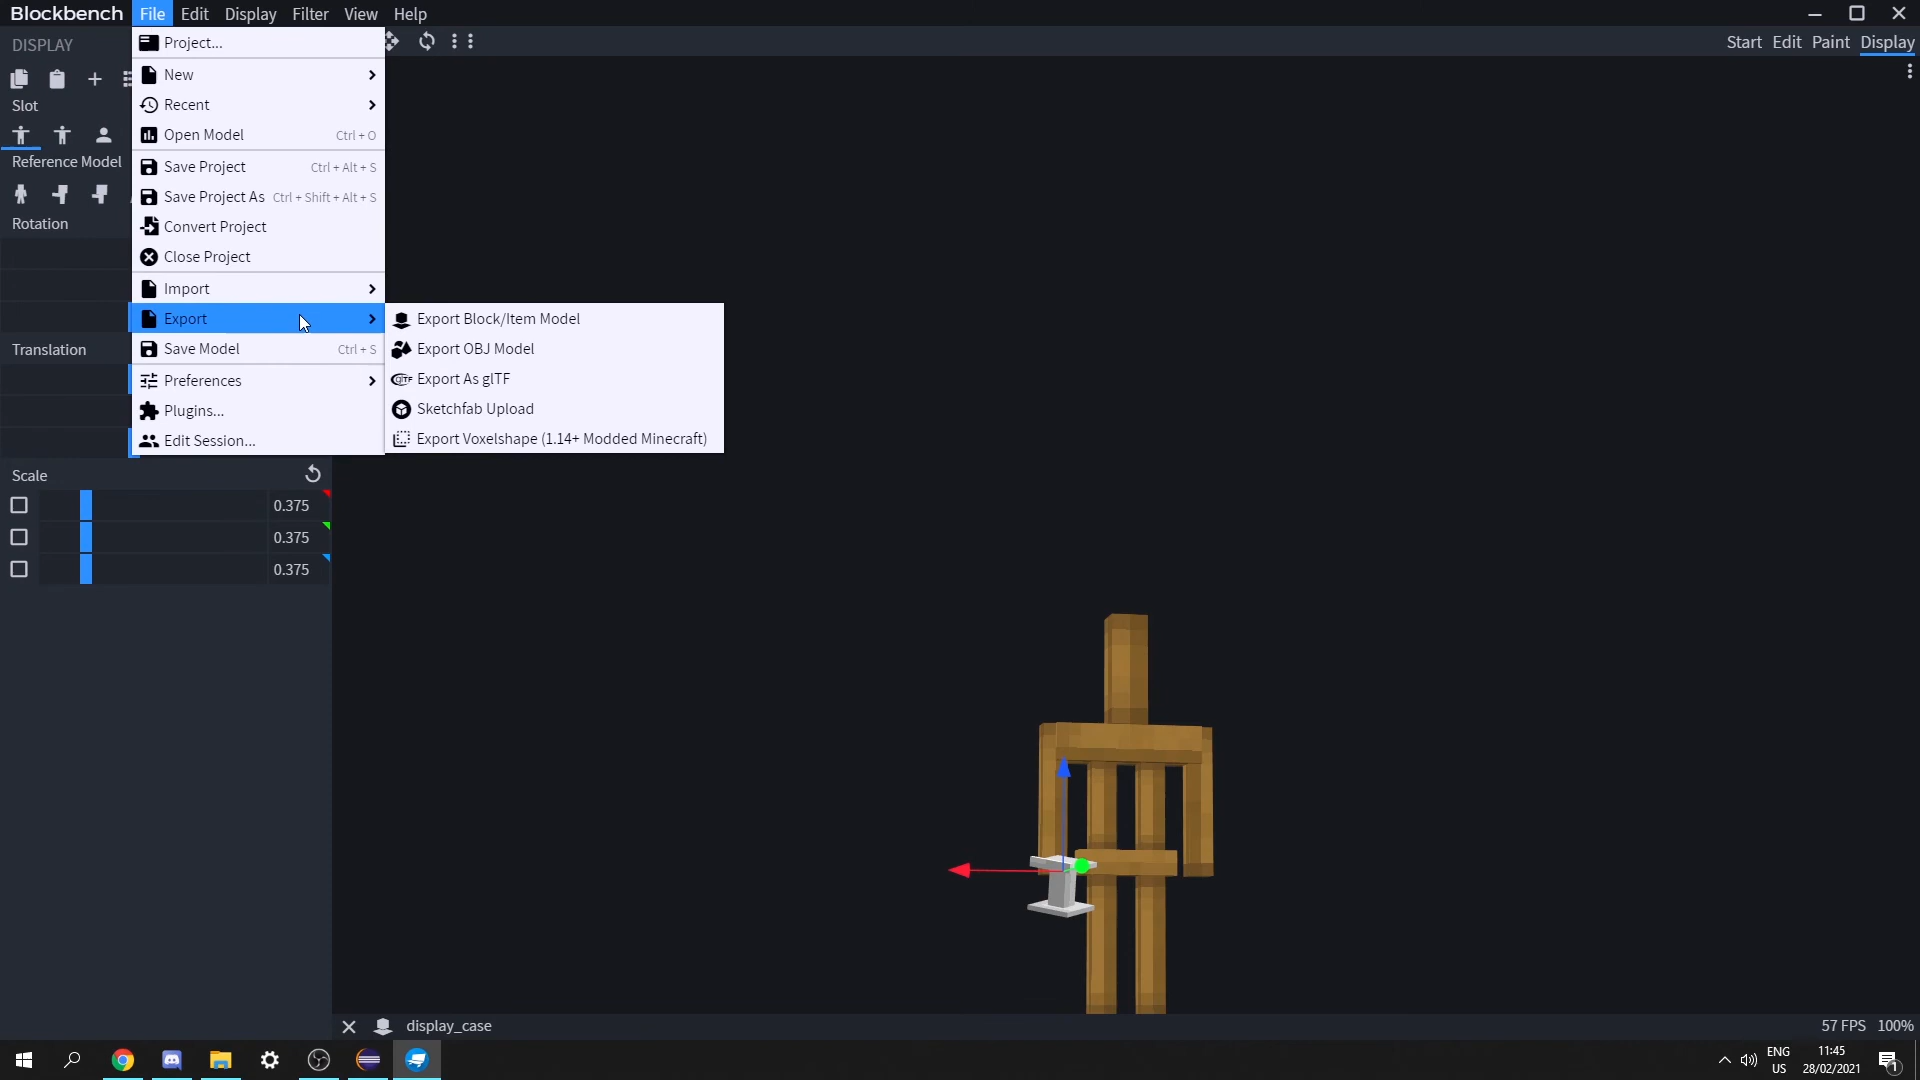 Blockbench File Edit Display Filter View Help
DISPLAY
Start Edit Paint Display
Slot
Reference Model
Rotation
Translation
Project...
New
Recent
Open Model Ctrl + O
Save Project Ctrl + Alt + S
Save Project As Ctrl + Shift + Alt + S
Convert Project
Close Project
Import
Export
Save Model Ctrl + S
Preferences
Plugins...
Edit Session...
Export Block/Item Model
Export OBJ Model
glTF Export As glTF
Sketchfab Upload
Export Voxelshape (1.14+ Modded Minecraft)
Scale
0.375
0.375
0.375
display_case
57 FPS 100%
ENG
US
11:45
28/02/2021
1